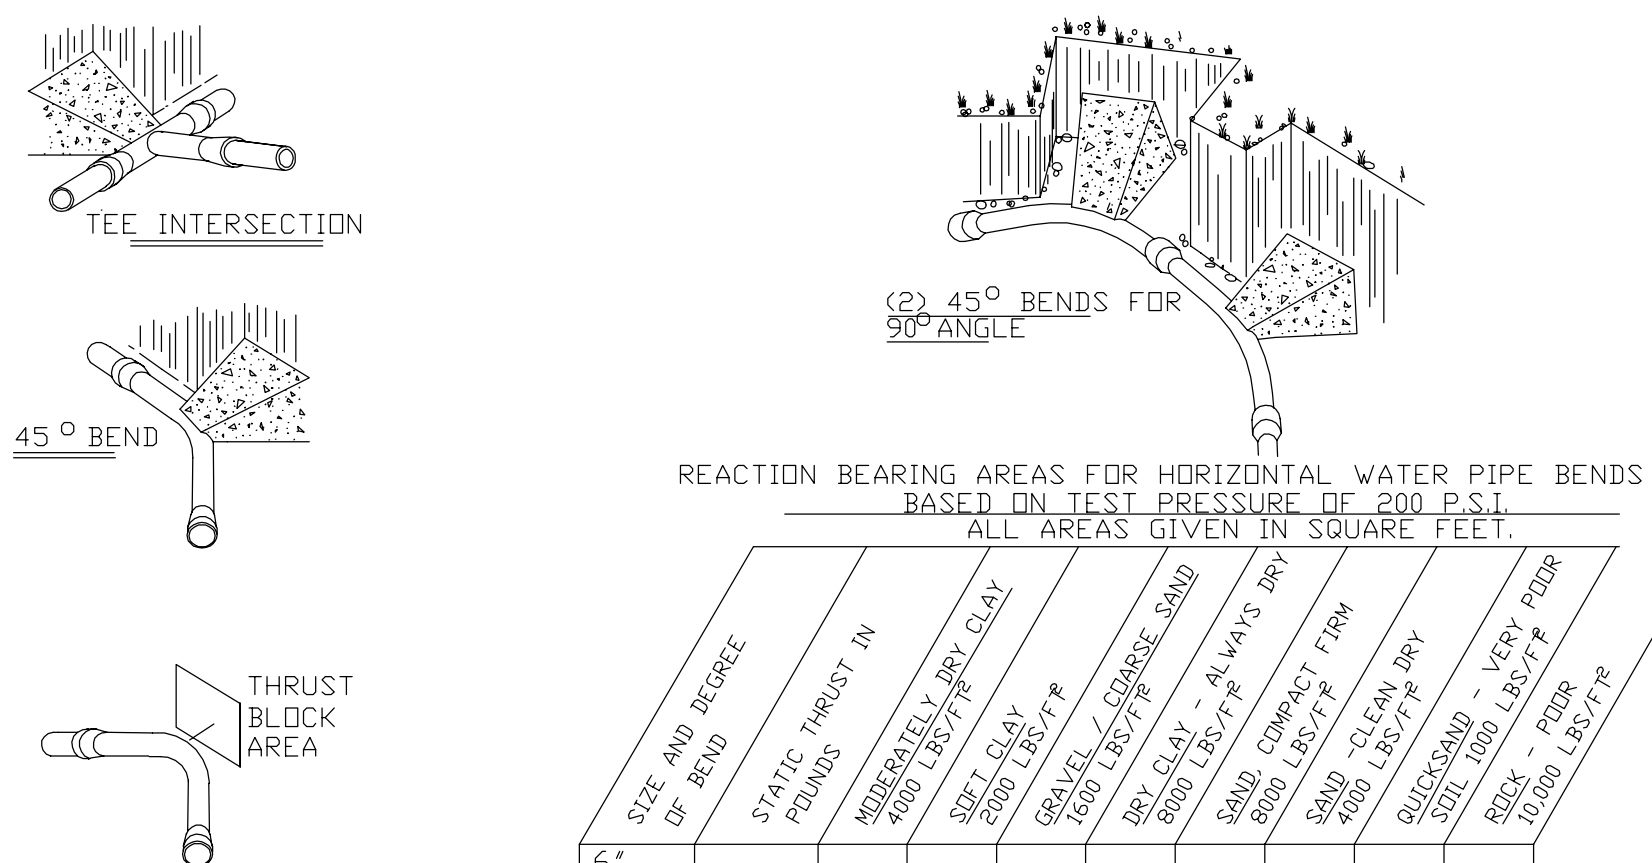 TEE INTERSECTION
(2) 45° BENDS FOR
90° ANGLE
45° BEND
THRUST
BLOCK
AREA
REACTION BEARING AREAS FOR HORIZONTAL WATER PIPE BENDS
BASED ON TEST PRESSURE OF 200 P.S.I.
ALL AREAS GIVEN IN SQUARE FEET.
SIZE AND DEGREE
OF BEND
STATIC THRUST IN
POUNDS
MODERATELY DRY CLAY
4000 LBS/FT²
SOFT CLAY
2000 LBS/FT²
GRAVEL / COARSE SAND
1600 LBS/FT²
DRY CLAY - ALWAYS DRY
8000 LBS/FT²
SAND, COMPACT FIRM
8000 LBS/FT²
SAND -CLEAN DRY
4000 LBS/FT²
QUICKSAND - VERY POOR
SOIL 1000 LBS/FT²
ROCK - POOR
10,000 LBS/FT²